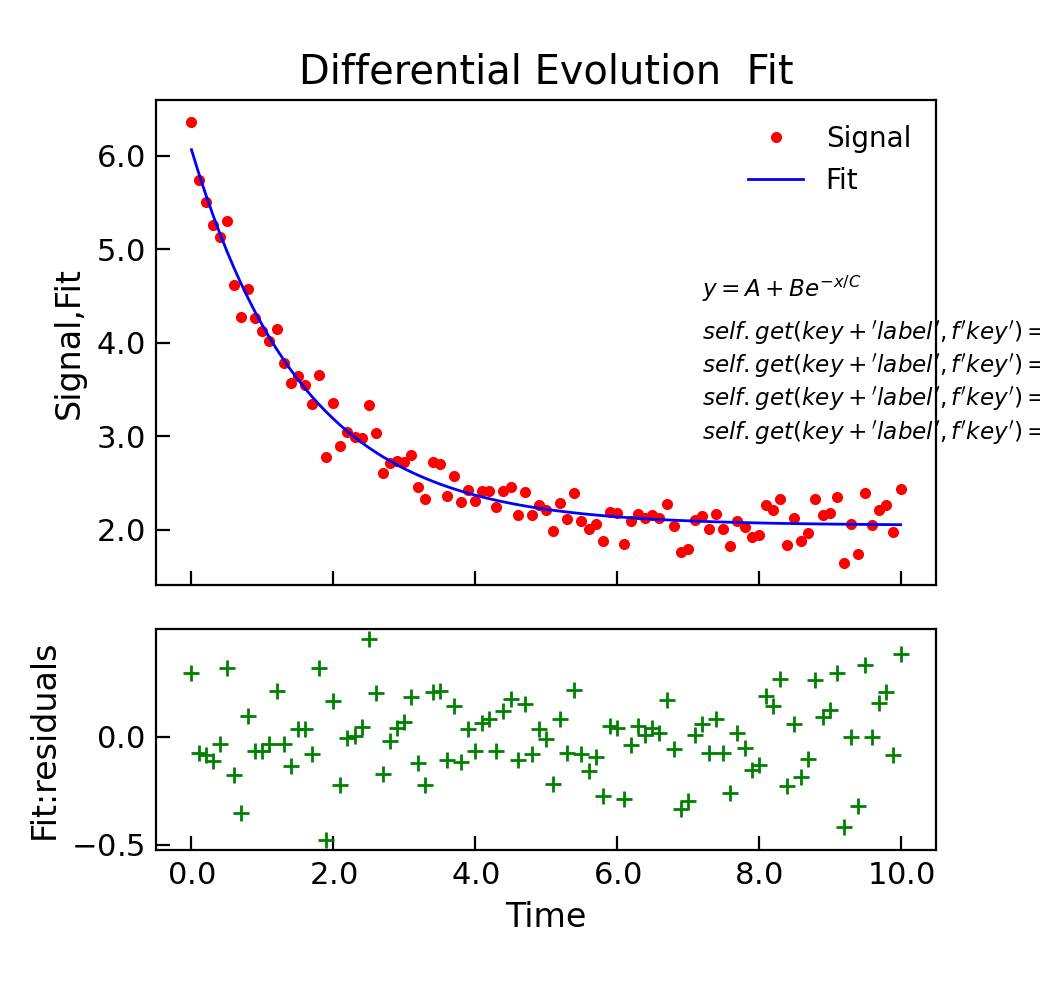 Differential Evolution  Fit
6.0
5.0
4.0
3.0
2.0
Signal,Fit
Signal
Fit
y = A + Be^{−x/C}
self.get(key + 'label', f'key') =
self.get(key + 'label', f'key') =
self.get(key + 'label', f'key') =
self.get(key + 'label', f'key') =
0.0
−0.5
Fit:residuals
0.0 2.0 4.0 6.0 8.0 10.0
Time